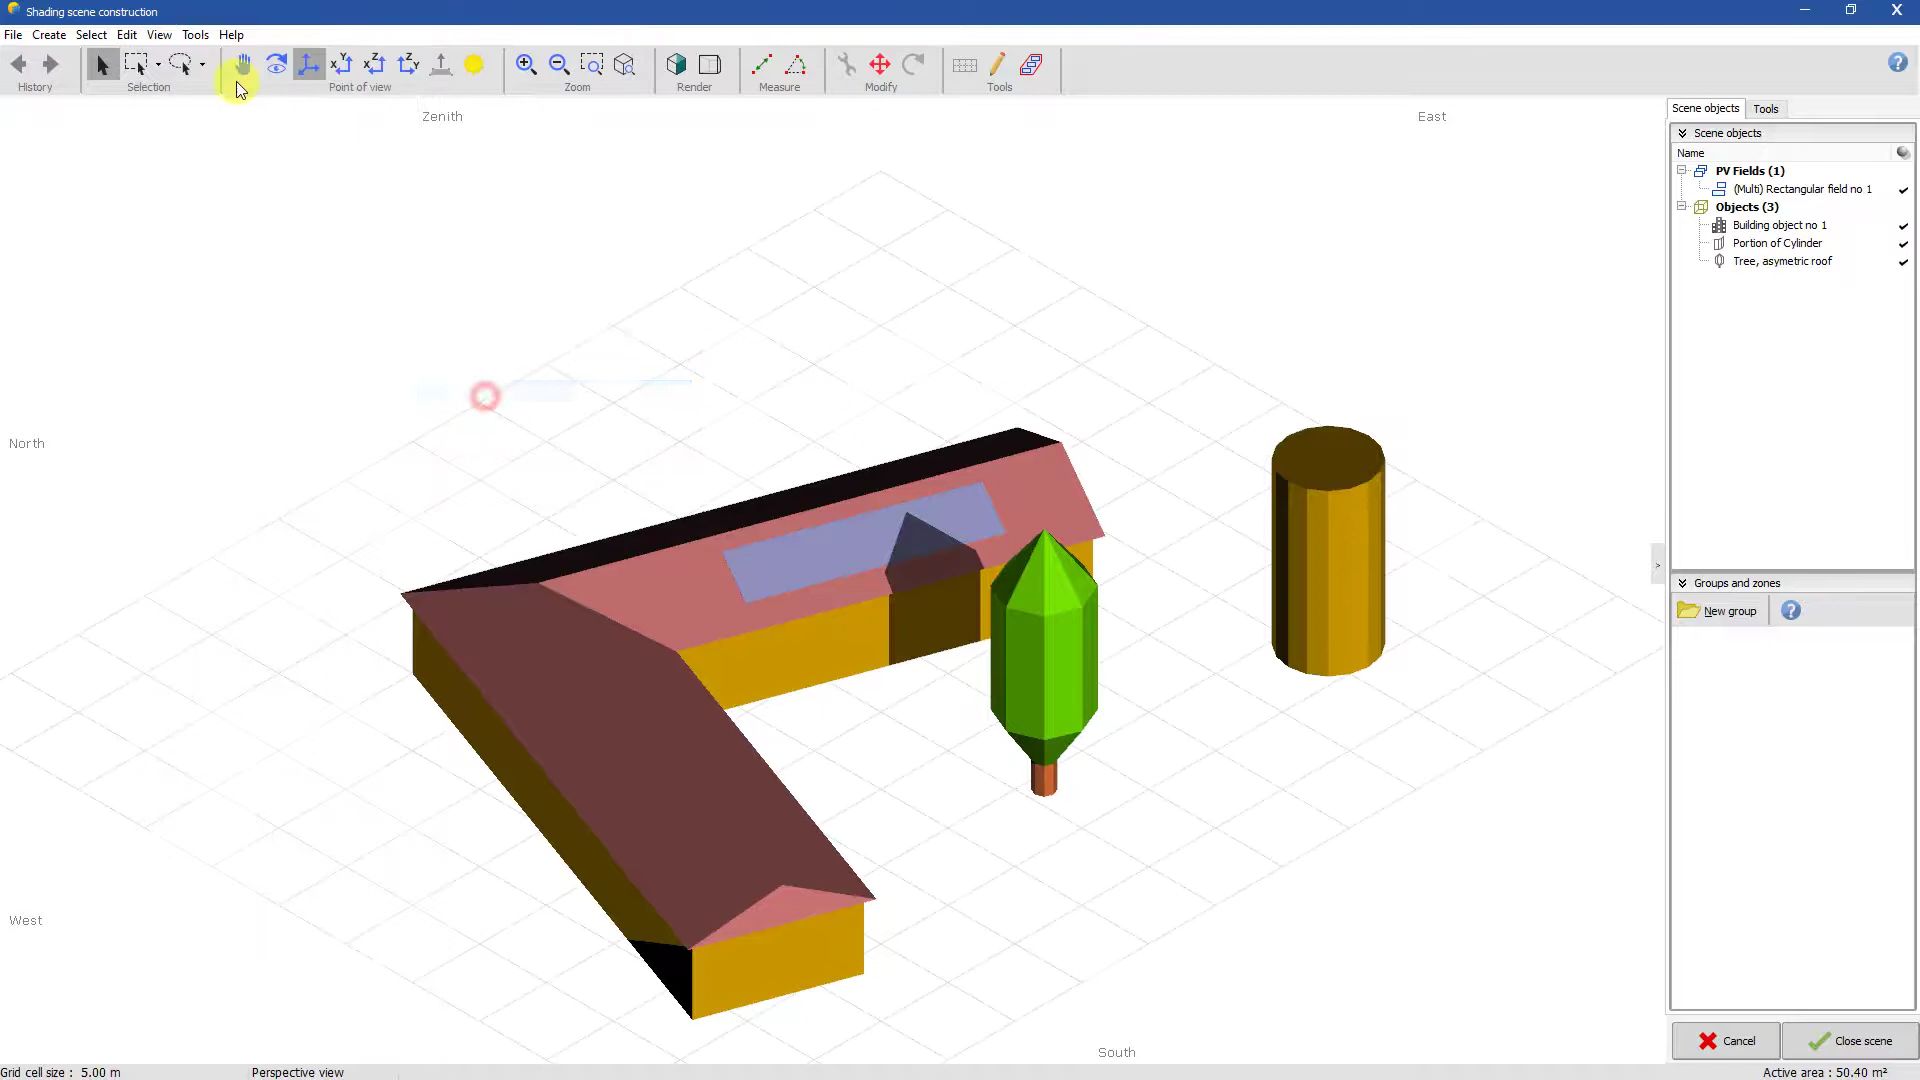 Shading scene construction
File Create Select Edit View Tools Help
History Selection Point of view Zoom Render Measure Modify Tools
Zenith
East
North
West
South
Scene objects Tools
Scene objects
Name
PV Fields (1)
(Multi) Rectangular field no 1
Objects (3)
Building object no 1
Portion of Cylinder
Tree, asymetric roof
>
Groups and zones
New group
Cancel Close scene
Grid cell size : 5.00 m Perspective view Active area : 50.40 m²